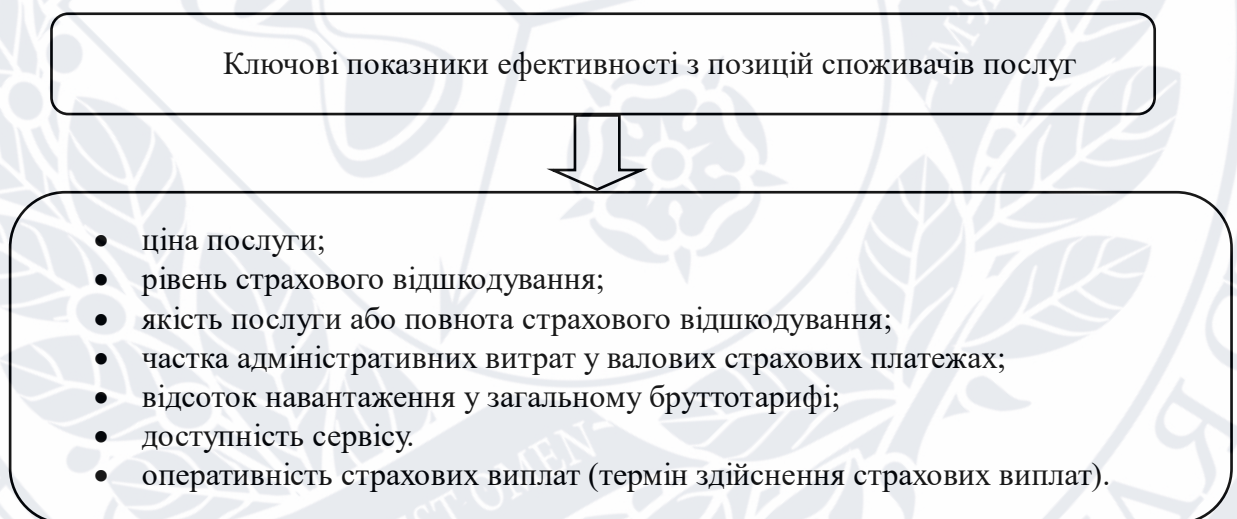 Ключові показники ефективності з позицій споживачів послуг
• ціна послуги;
• рівень страхового відшкодування;
• якість послуги або повнота страхового відшкодування;
• частка адміністративних витрат у валових страхових платежах;
• відсоток навантаження у загальному бруттотарифі;
• доступність сервісу.
• оперативність страхових виплат (термін здійснення страхових виплат).